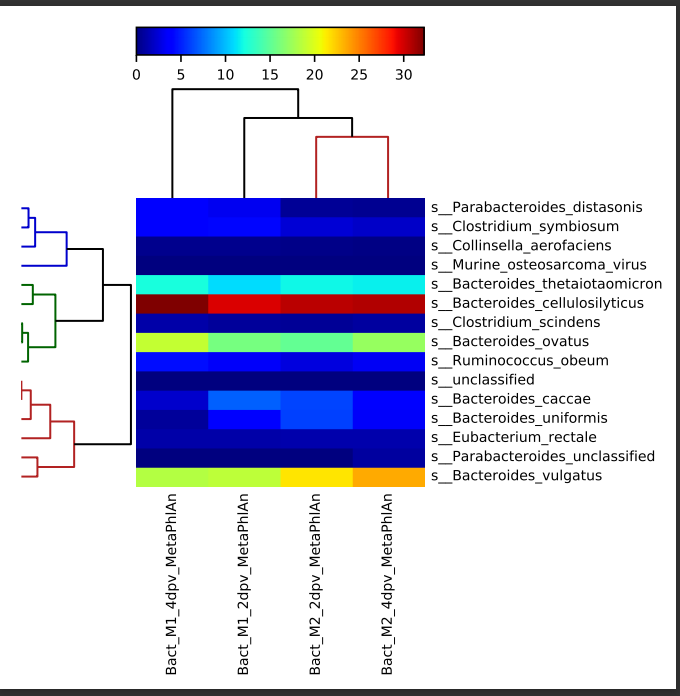 0 5 10 15 20 25 30
s__Parabacteroides_distasonis
s__Clostridium_symbiosum
s__Collinsella_aerofaciens
s__Murine_osteosarcoma_virus
s__Bacteroides_thetaiotaomicron
s__Bacteroides_cellulosilyticus
s__Clostridium_scindens
s__Bacteroides_ovatus
s__Ruminococcus_obeum
s__unclassified
s__Bacteroides_caccae
s__Bacteroides_uniformis
s__Eubacterium_rectale
s__Parabacteroides_unclassified
s__Bacteroides_vulgatus
Bact_M1_4dpv_MetaPhlAn
Bact_M1_2dpv_MetaPhlAn
Bact_M2_2dpv_MetaPhlAn
Bact_M2_4dpv_MetaPhlAn